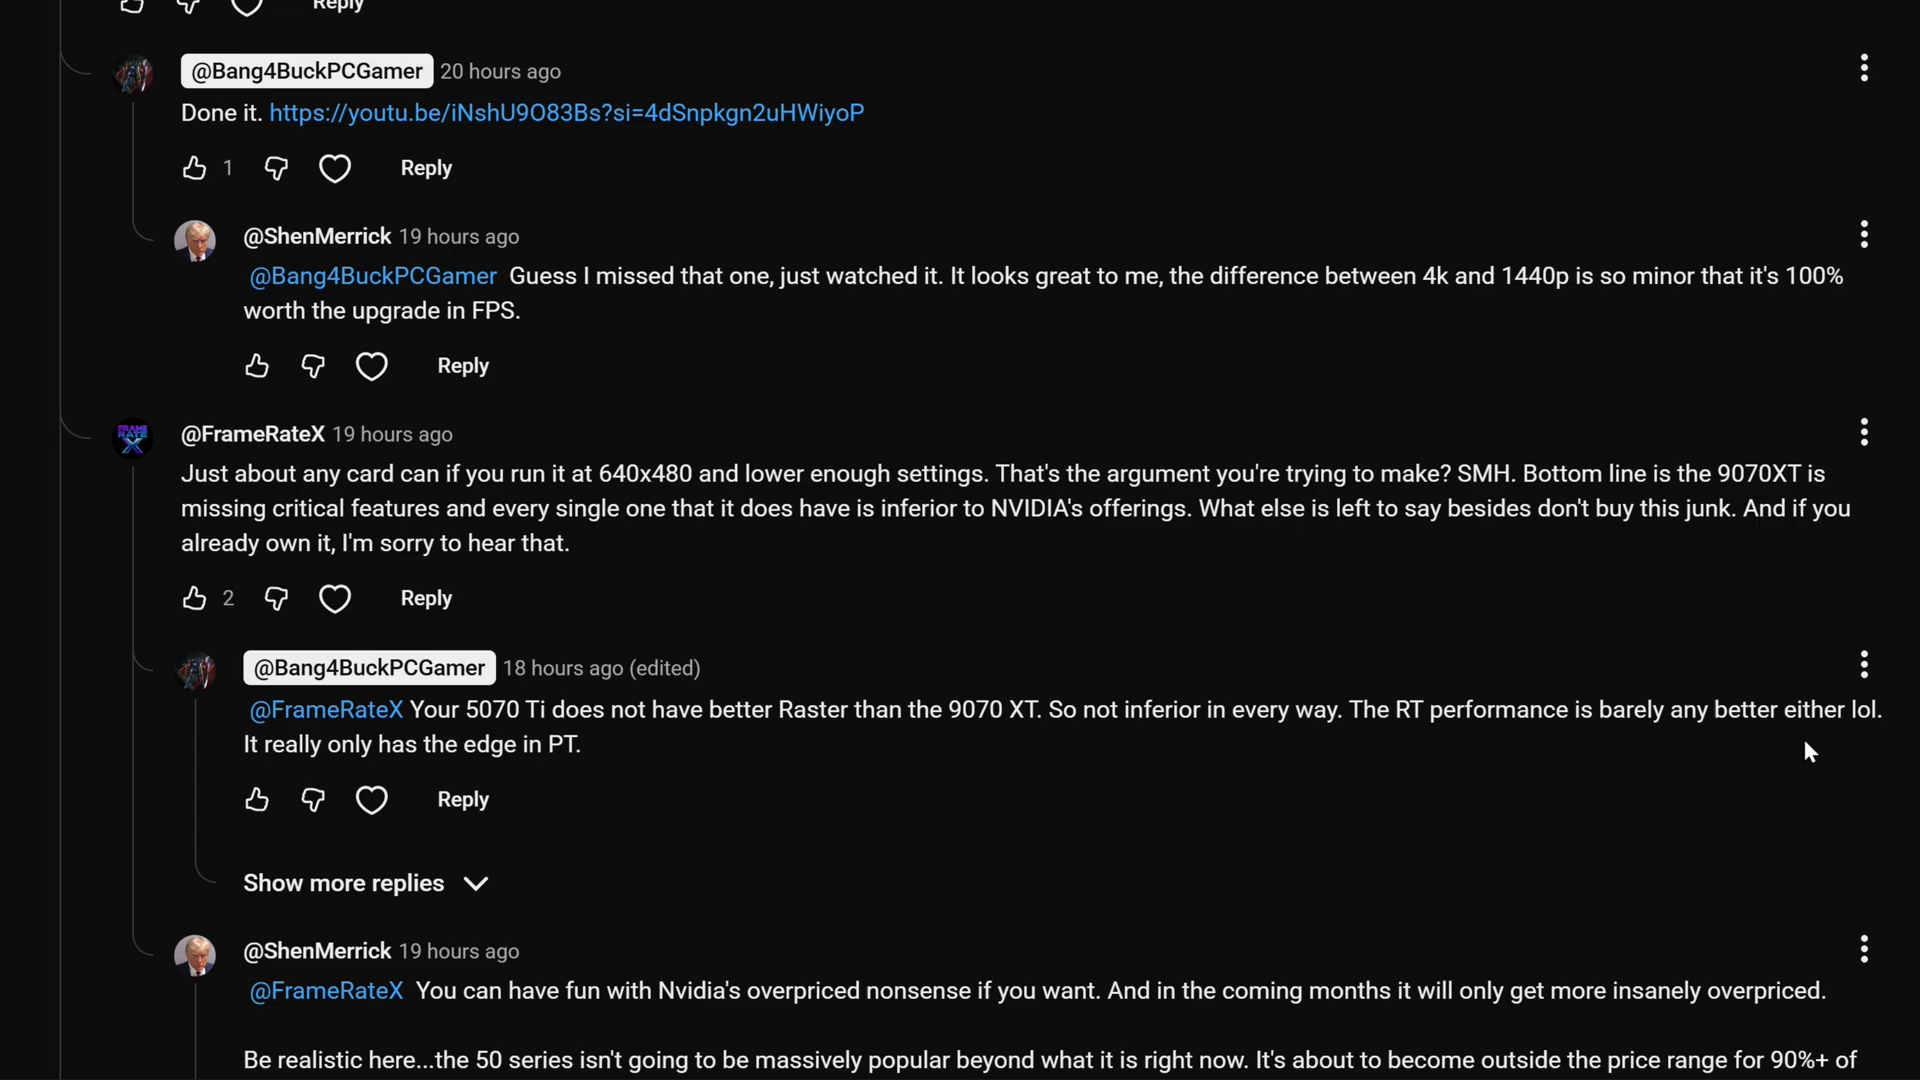 Reply
@Bang4BuckPCGamer 20 hours ago
Done it. https://youtu.be/iNshU9O83Bs?si=4dSnpkgn2uHWiyoP
1 Reply
@ShenMerrick 19 hours ago
@Bang4BuckPCGamer Guess I missed that one, just watched it. It looks great to me, the difference between 4k and 1440p is so minor that it's 100%
worth the upgrade in FPS.
Reply
FRAME RATE X
@FrameRateX 19 hours ago
Just about any card can if you run it at 640x480 and lower enough settings. That's the argument you're trying to make? SMH. Bottom line is the 9070XT is
missing critical features and every single one that it does have is inferior to NVIDIA's offerings. What else is left to say besides don't buy this junk. And if you
already own it, I'm sorry to hear that.
2 Reply
@Bang4BuckPCGamer 18 hours ago (edited)
@FrameRateX Your 5070 Ti does not have better Raster than the 9070 XT. So not inferior in every way. The RT performance is barely any better either lol.
It really only has the edge in PT.
Reply
Show more replies
@ShenMerrick 19 hours ago
@FrameRateX You can have fun with Nvidia's overpriced nonsense if you want. And in the coming months it will only get more insanely overpriced.
Be realistic here...the 50 series isn't going to be massively popular beyond what it is right now. It's about to become outside the price range for 90%+ of